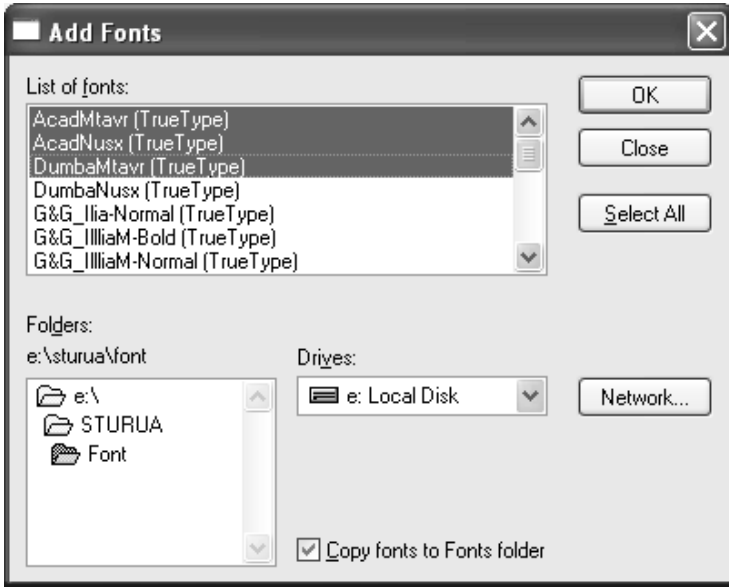 Add Fonts
List of fonts:
AcadMtavr (TrueType)
AcadNusx (TrueType)
DumbaMtavr (TrueType)
DumbaNusx (TrueType)
G&G_Ilia-Normal (TrueType)
G&G_IlliaM-Bold (TrueType)
G&G_IlliaM-Normal (TrueType)
OK
Close
Select All
Folders:
e:\sturua\font
e:\
STURUA
Font
Drives:
e: Local Disk
Network...
Copy fonts to Fonts folder